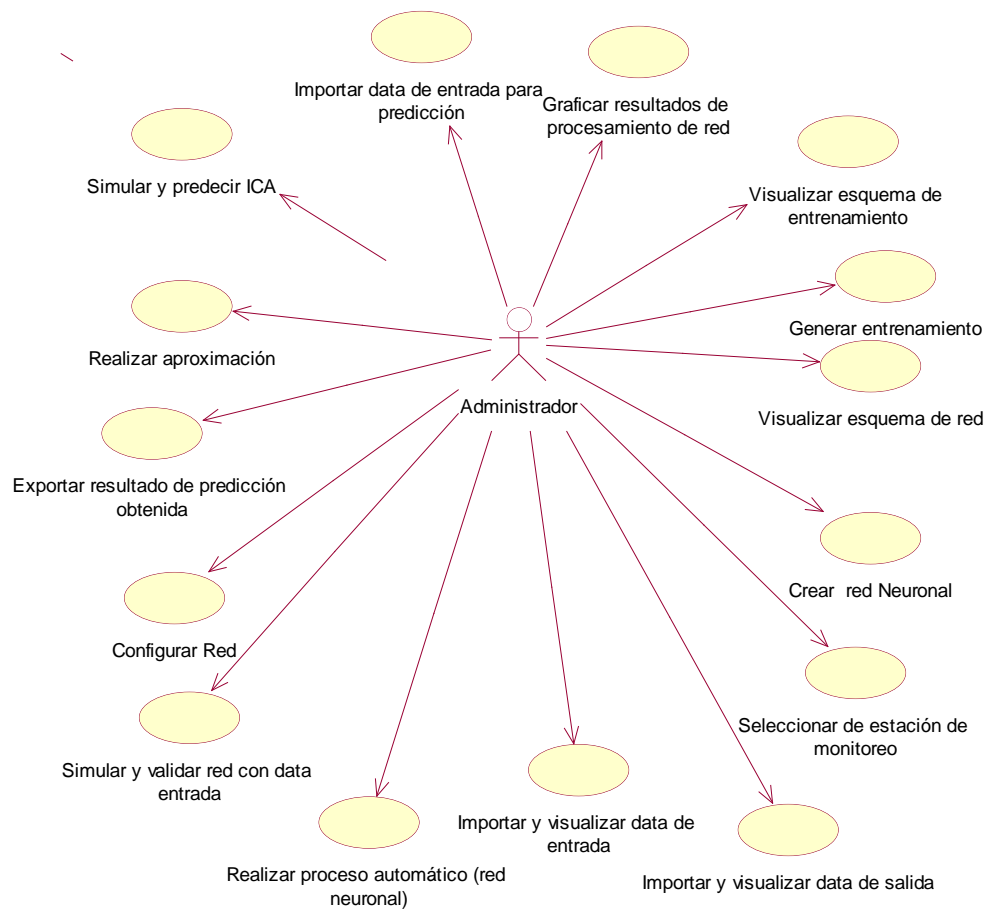 Importar data de entrada para
predicción
Graficar resultados de
procesamiento de red
Simular y predecir ICA
Visualizar esquema de
entrenamiento
Generar entrenamiento
Realizar aproximación
Visualizar esquema de red
Administrador
Exportar resultado de predicción
obtenida
Crear red Neuronal
Configurar Red
Seleccionar de estación de
monitoreo
Simular y validar red con data
entrada
Importar y visualizar data de
entrada
Realizar proceso automático (red
neuronal)
Importar y visualizar data de salida